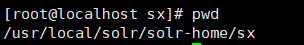 [root@localhost sx]# pwd
/usr/local/solr/solr-home/sx